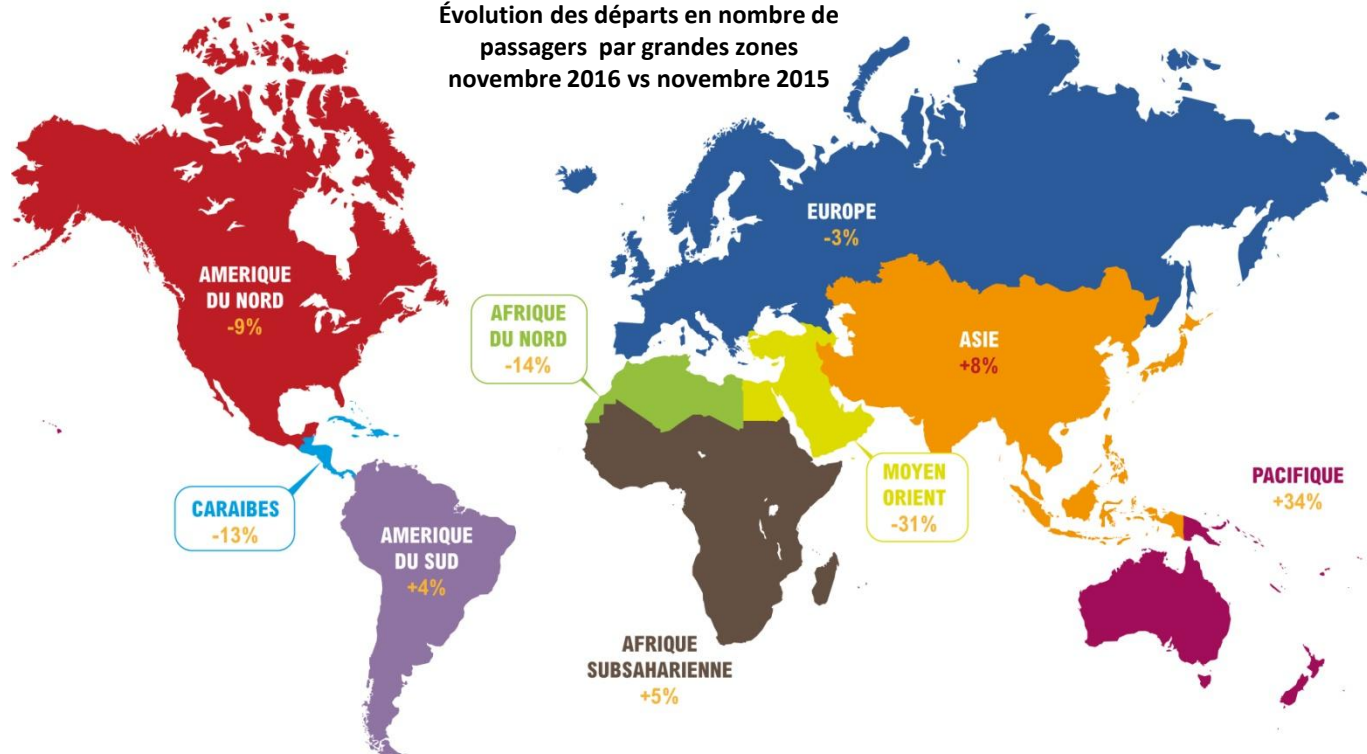 Évolution des départs en nombre de
passagers par grandes zones
novembre 2016 vs novembre 2015
EUROPE
-3%
AMERIQUE
DU NORD
-9%
AFRIQUE
DU NORD
-14%
ASIE
+8%
MOYEN
ORIENT
-31%
PACIFIQUE
+34%
CARAIBES
-13%
AMERIQUE
DU SUD
+4%
AFRIQUE
SUBSAHARIENNE
+5%